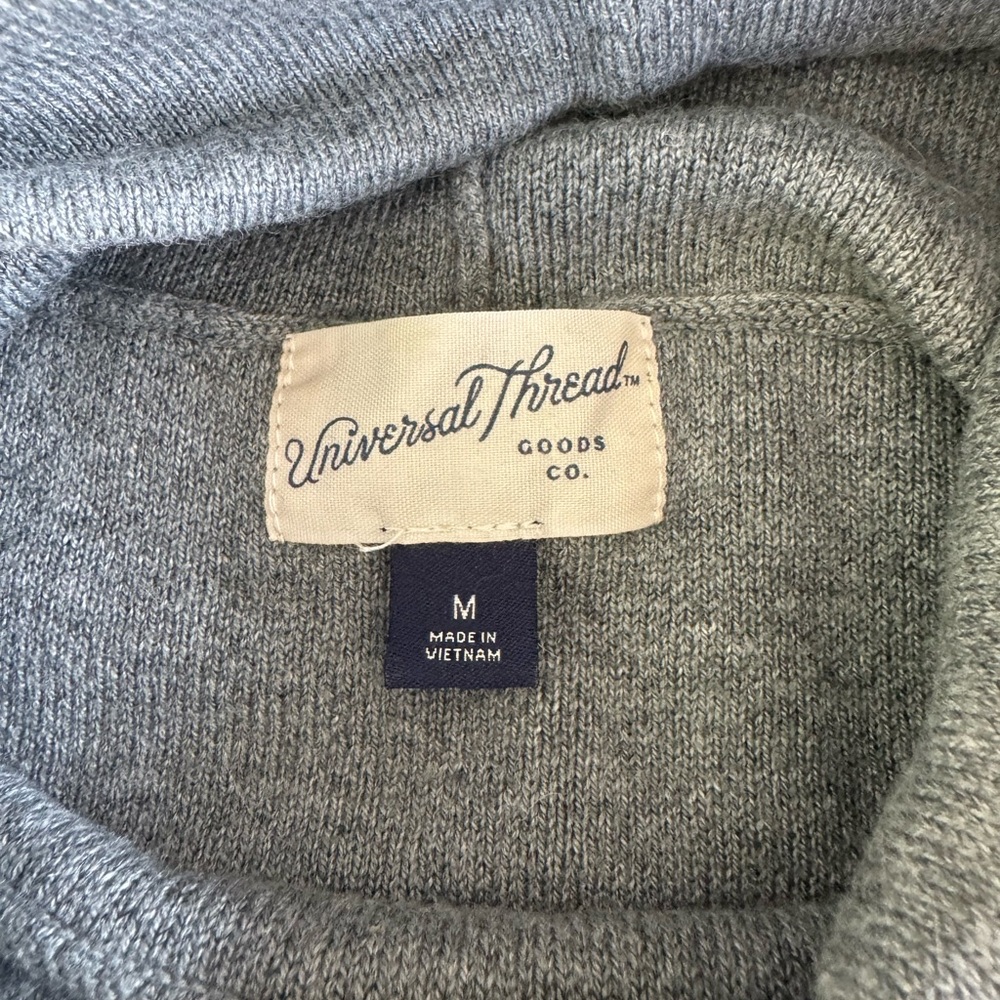 Universal Thread™
GOODS
CO.
M
MADE IN
VIETNAM